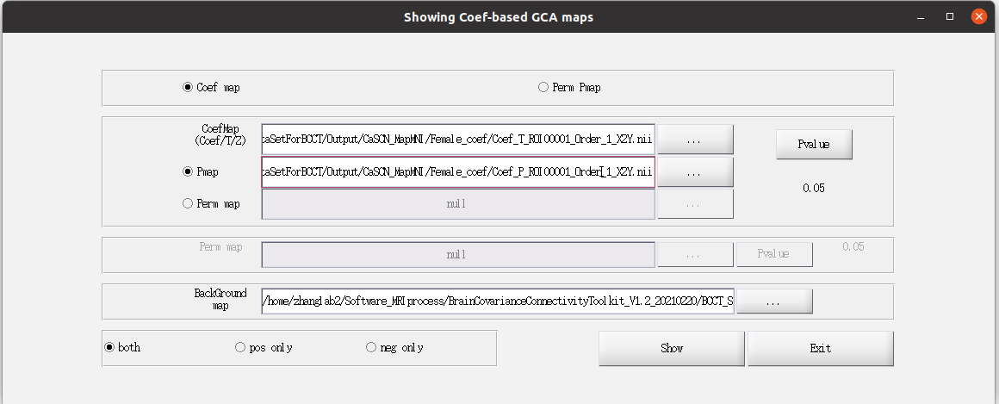 Showing Coef-based GCA maps
Coef map
Perm Pmap
CoefMap
(Coef/T/Z)
taSetForBCCT/Output/CaSCN_MapMNI/Female_coef/Coef_T_ROI00001_Order_1_X2Y.nii
...
Pvalue
Pmap
taSetForBCCT/Output/CaSCN_MapMNI/Female_coef/Coef_P_ROI00001_Order_1_X2Y.nii
...
0.05
Perm map
null
...
Perm map
null
...
Pvalue
0.05
BackGround
map
/home/zhanglab2/Software_MRIprocess/BrainCovarianceConnectivityToolkit_V1.2_20210220/BCCT_S
...
both
pos only
neg only
Show
Exit